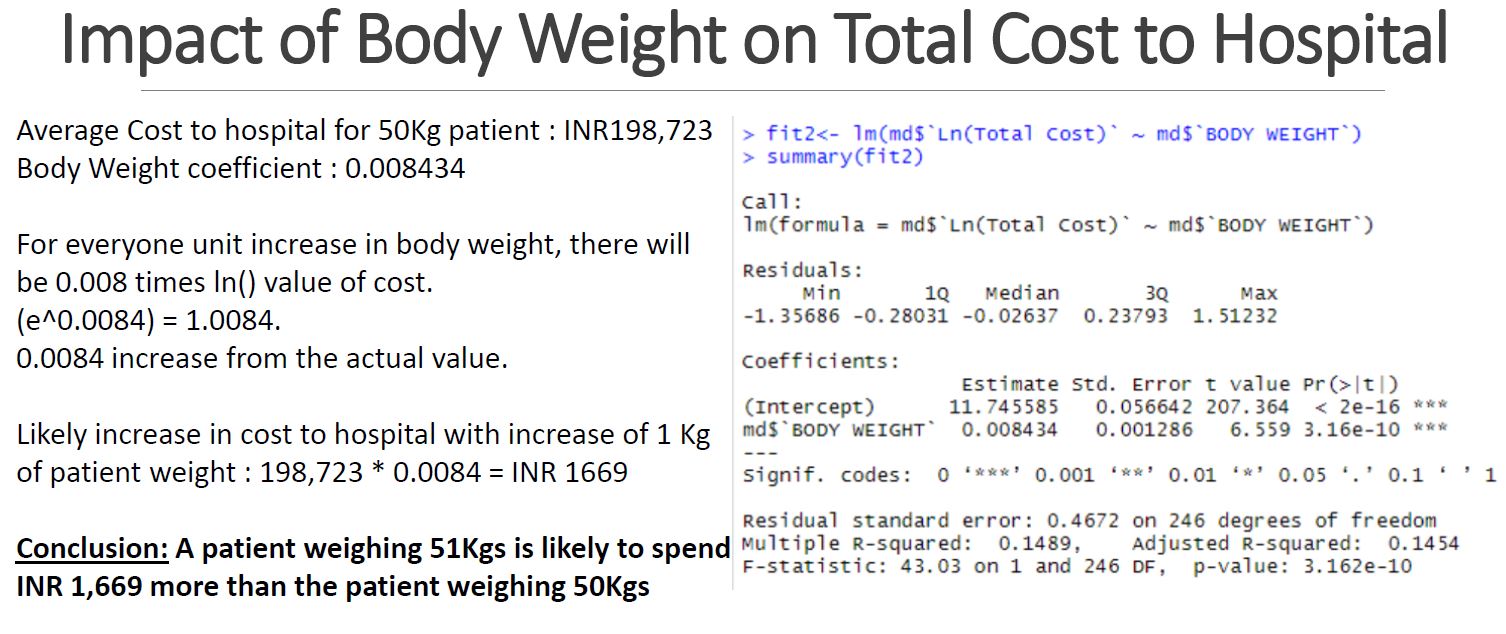 Impact of Body Weight on Total Cost to Hospital
Average Cost to hospital for 50Kg patient : INR198,723
Body Weight coefficient : 0.008434
For everyone unit increase in body weight, there will
be 0.008 times ln() value of cost.
(e^0.0084) = 1.0084.
0.0084 increase from the actual value.
Likely increase in cost to hospital with increase of 1 Kg
of patient weight : 198,723 * 0.0084 = INR 1669
Conclusion: A patient weighing 51Kgs is likely to spend
INR 1,669 more than the patient weighing 50Kgs
> fit2<- lm(md$`Ln(Total Cost)` ~ md$`BODY WEIGHT`)
> summary(fit2)
Call:
lm(formula = md$`Ln(Total Cost)` ~ md$`BODY WEIGHT`)
Residuals:
Min 1Q Median 3Q Max
-1.35686 -0.28031 -0.02637 0.23793 1.51232
Coefficients:
Estimate Std. Error t value Pr(>|t|)
(Intercept) 11.745585 0.056642 207.364 < 2e-16 ***
md$`BODY WEIGHT` 0.008434 0.001286 6.559 3.16e-10 ***
---
Signif. codes: 0 ‘***’ 0.001 ‘**’ 0.01 ‘*’ 0.05 ‘.’ 0.1 ‘ ’ 1
Residual standard error: 0.4672 on 246 degrees of freedom
Multiple R-squared: 0.1489, Adjusted R-squared: 0.1454
F-statistic: 43.03 on 1 and 246 DF, p-value: 3.162e-10